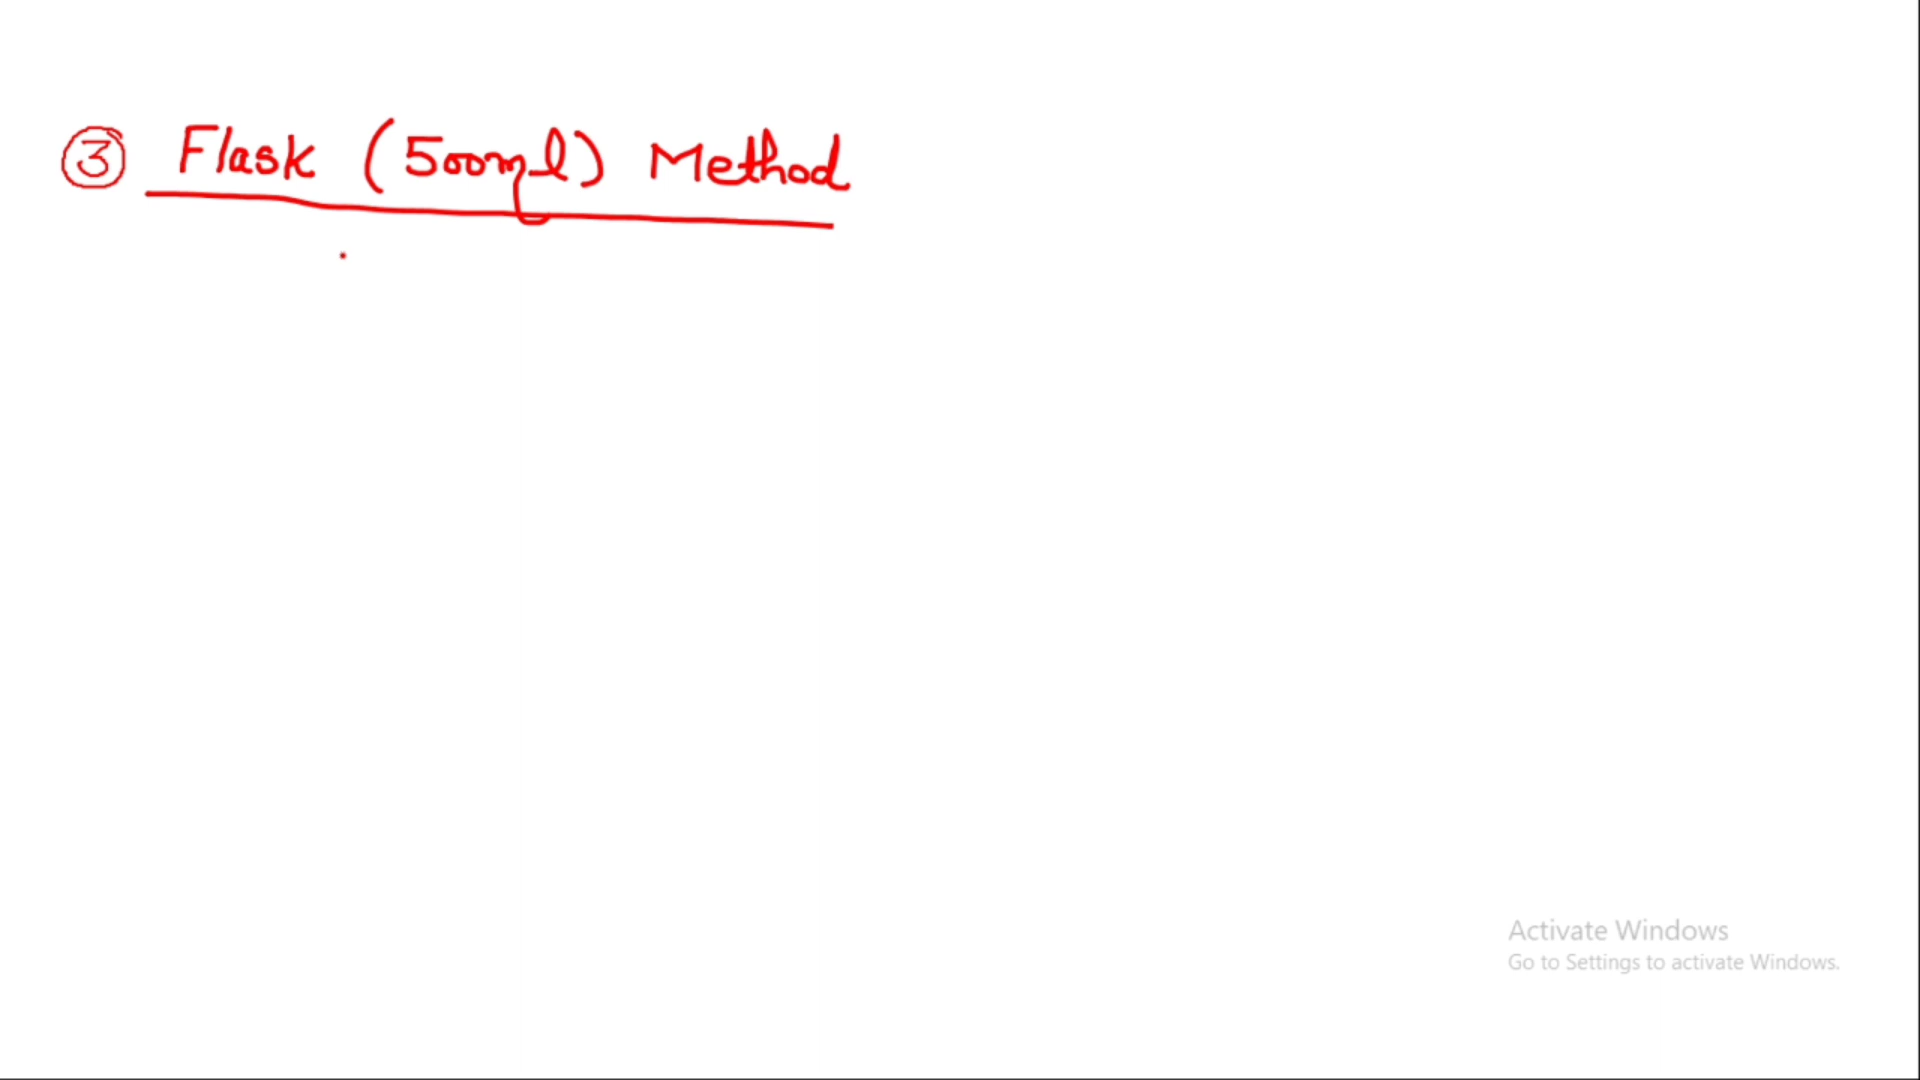 ③ Flask (500ml) Method
Activate Windows
Go to Settings to activate Windows.